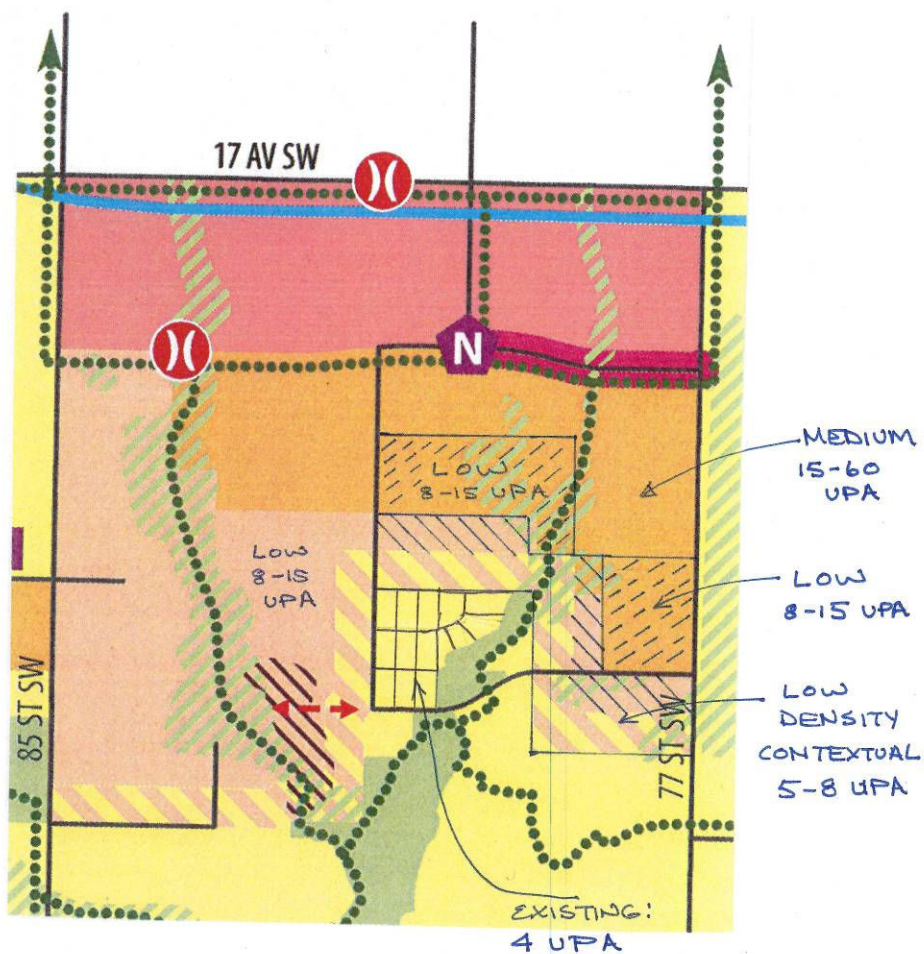 17 AV SW
N
LOW
8-15 UPA
MEDIUM
15-60
UPA
LOW
8-15
UPA
LOW
8-15 UPA
85 ST SW
77 ST SW
LOW
DENSITY
CONTEXTUAL
5-8 UPA
EXISTING:
4 UPA